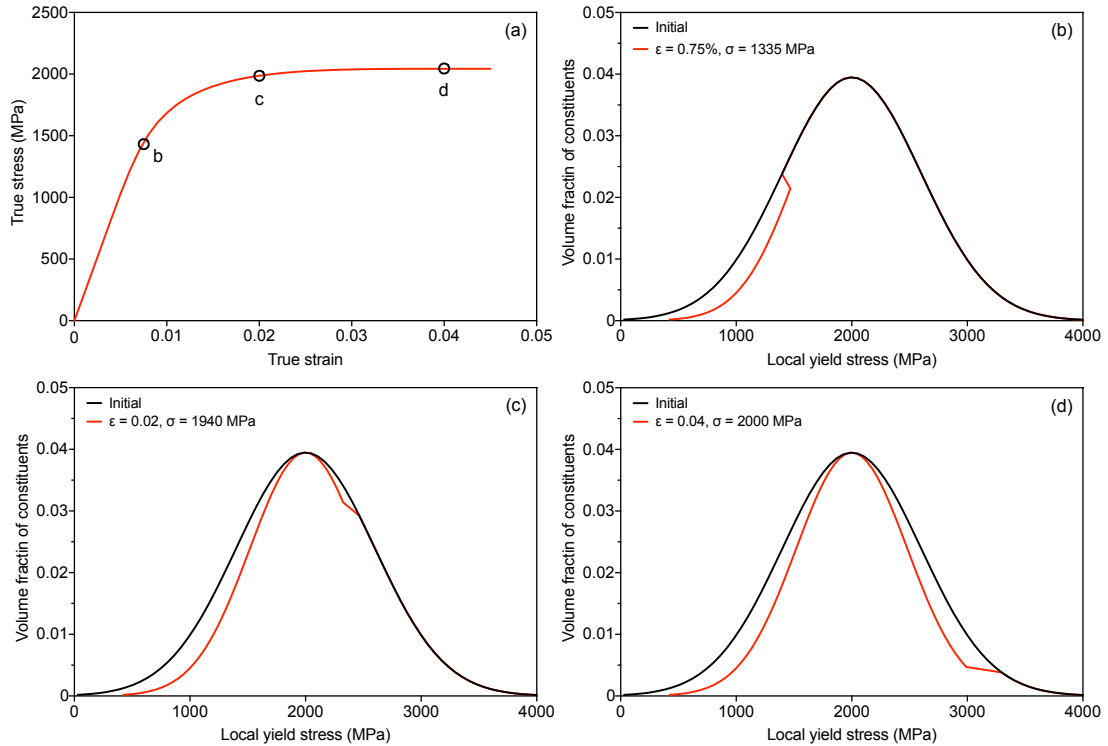 (a)
True stress (MPa)
2500
2000
1500
1000
500
0
b
c
d
0 0.01 0.02 0.03 0.04 0.05
True strain
(b)
Initial
ε = 0.75%, σ = 1335 MPa
Volume fractin of constituents
0.05
0.04
0.03
0.02
0.01
0
0 1000 2000 3000 4000
Local yield stress (MPa)
(c)
Initial
ε = 0.02, σ = 1940 MPa
Volume fractin of constituents
0.05
0.04
0.03
0.02
0.01
0
0 1000 2000 3000 4000
Local yield stress (MPa)
(d)
Initial
ε = 0.04, σ = 2000 MPa
Volume fractin of constituents
0.05
0.04
0.03
0.02
0.01
0
0 1000 2000 3000 4000
Local yield stress (MPa)